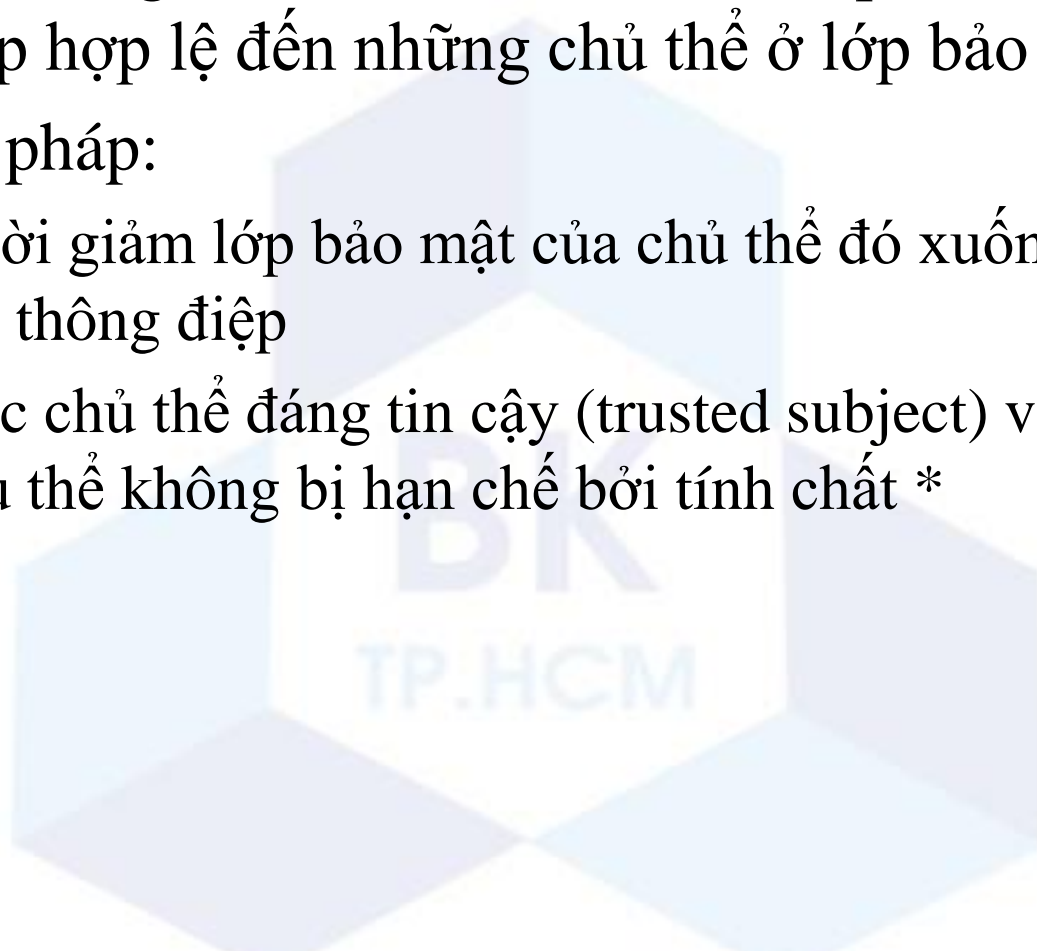 p hợp lệ đến những chủ thể ở lớp bảo
pháp:
ời giảm lớp bảo mật của chủ thể đó xuốn
thông điệp
c chủ thể đáng tin cậy (trusted subject) v
thể không bị hạn chế bởi tính chất *
BK
TP.HCM